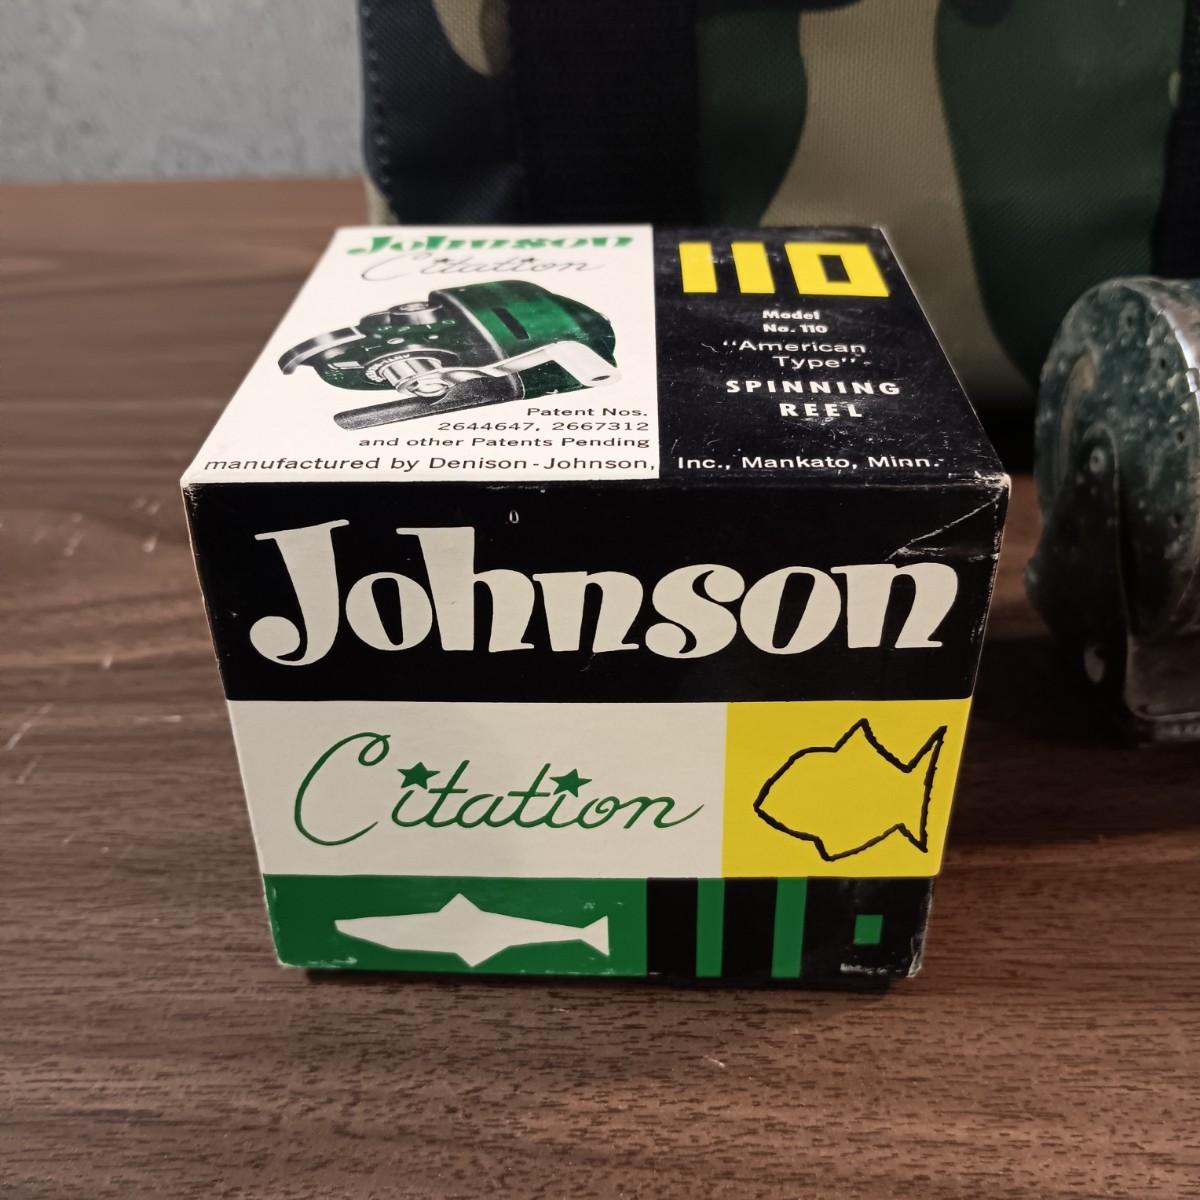 Johnson
Citation
110
Model
No. 110
"American
Type"
SPINNING
REEL
Patent Nos.
2644647, 2667312
and other Patents Pending
manufactured by Denison-Johnson, Inc., Mankato, Minn.
Johnson
Citation
110